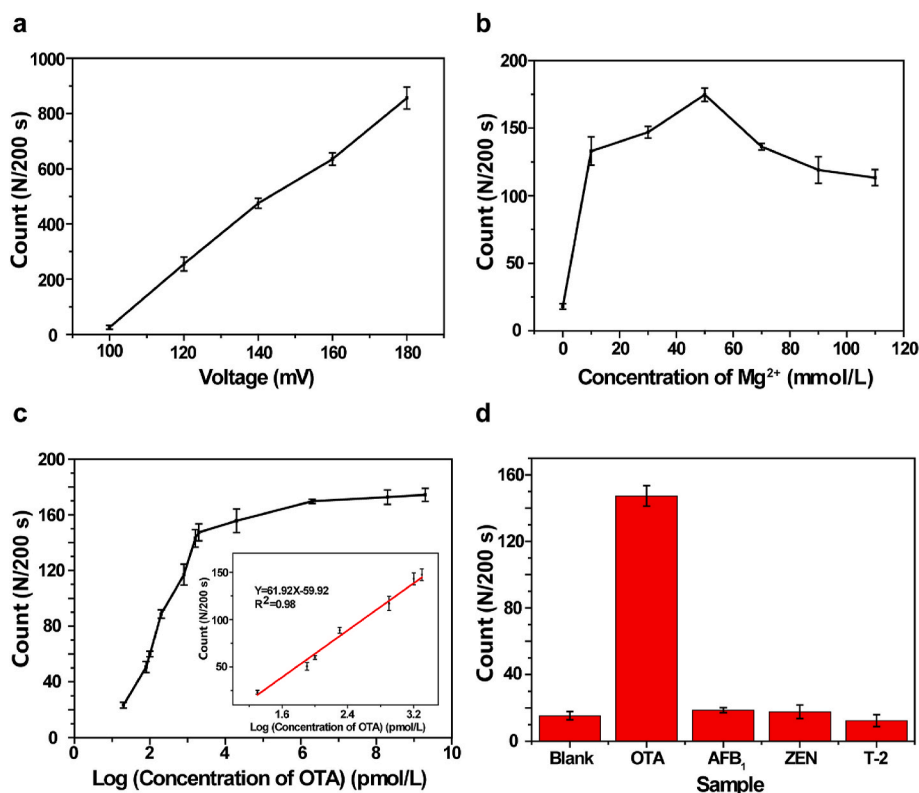 a
1000
800
600
400
200
0
Count (N/200 s)
100 120 140 160 180
Voltage (mV)
b
200
150
100
50
0
Count (N/200 s)
0 20 40 60 80 100 120
Concentration of Mg²⁺ (mmol/L)
c
200
160
120
80
40
0
Count (N/200 s)
0 2 4 6 8 10
Log (Concentration of OTA) (pmol/L)
150
100
50
Count (N/200 s)
Y=61.92X-59.92
R²=0.98
1.6 2.4 3.2
Log (Concentration of OTA) (pmol/L)
d
160
120
80
40
0
Count (N/200 s)
Blank OTA AFB₁ ZEN T-2
Sample